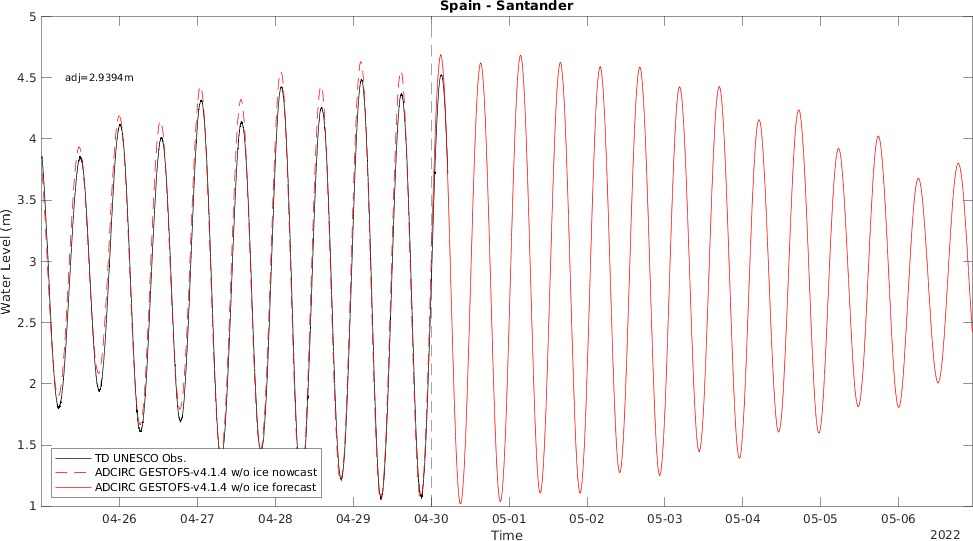 Spain - Santander
5
4.5
4
3.5
3
2.5
2
1.5
1
Water Level (m)
adj=2.9394m
TD UNESCO Obs.
ADCIRC GESTOFS-v4.1.4 w/o ice nowcast
ADCIRC GESTOFS-v4.1.4 w/o ice forecast
04-26 04-27 04-28 04-29 04-30 05-01 05-02 05-03 05-04 05-05 05-06
Time
2022